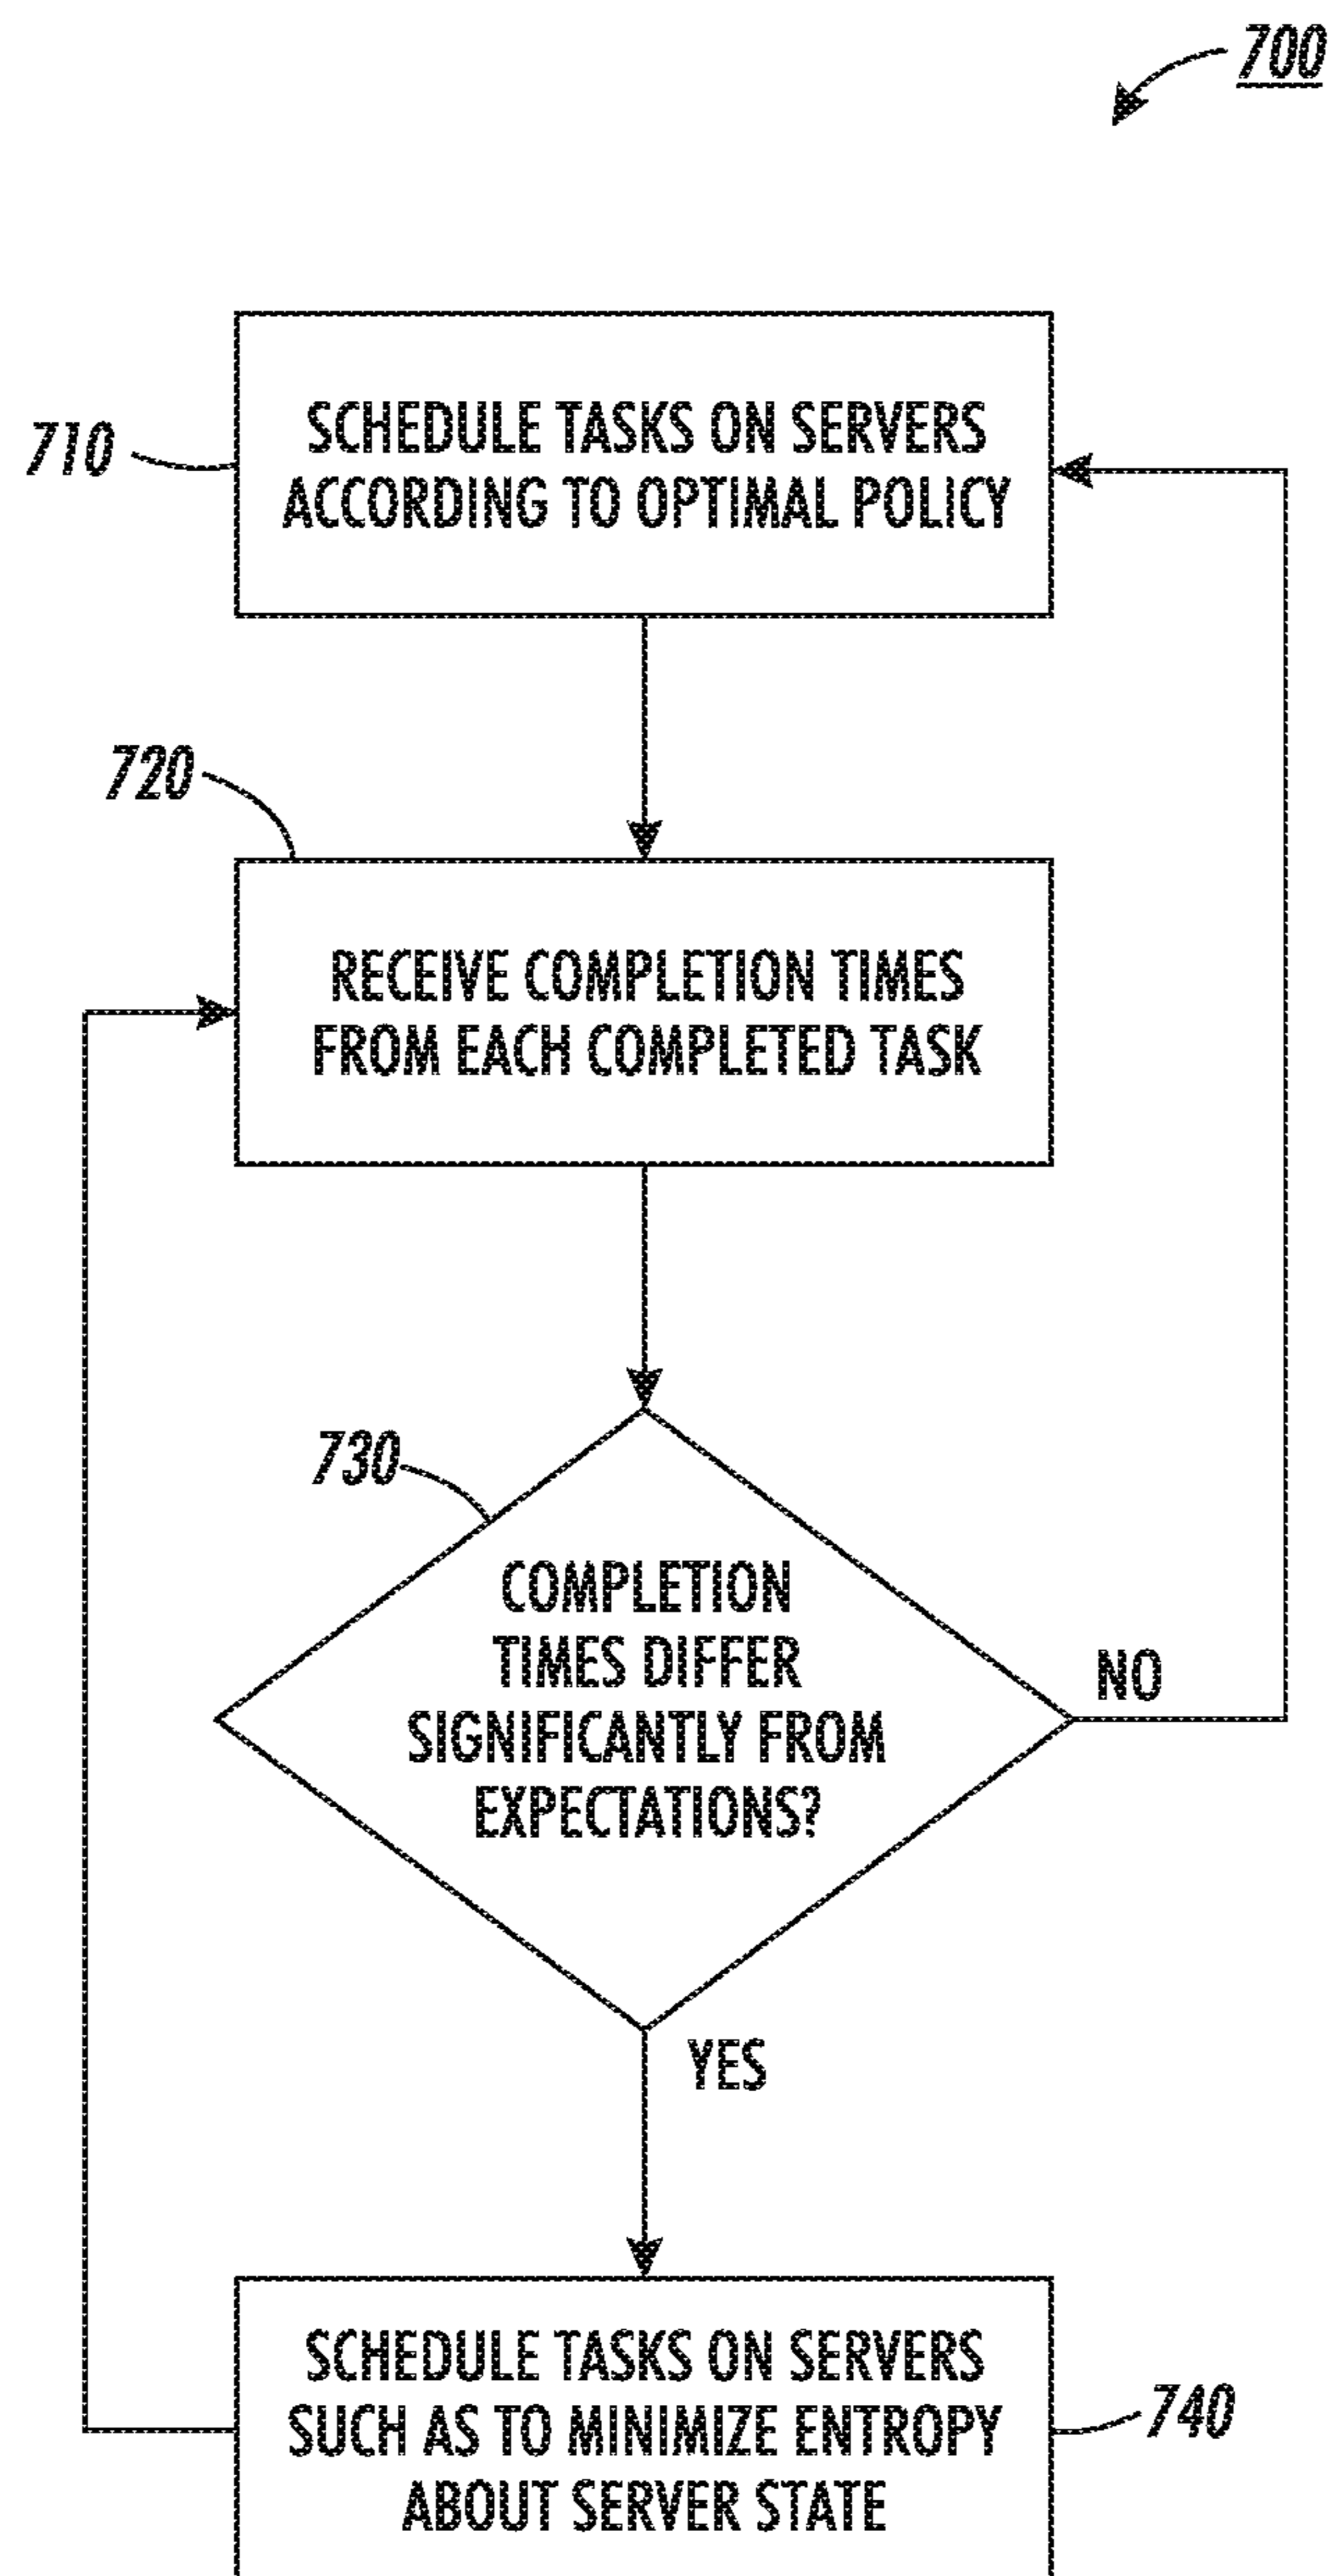 700
710
SCHEDULE TASKS ON SERVERS
ACCORDING TO OPTIMAL POLICY
720
RECEIVE COMPLETION TIMES
FROM EACH COMPLETED TASK
730
COMPLETION
TIMES DIFFER
SIGNIFICANTLY FROM
EXPECTATIONS?
NO
YES
SCHEDULE TASKS ON SERVERS
SUCH AS TO MINIMIZE ENTROPY
ABOUT SERVER STATE
740